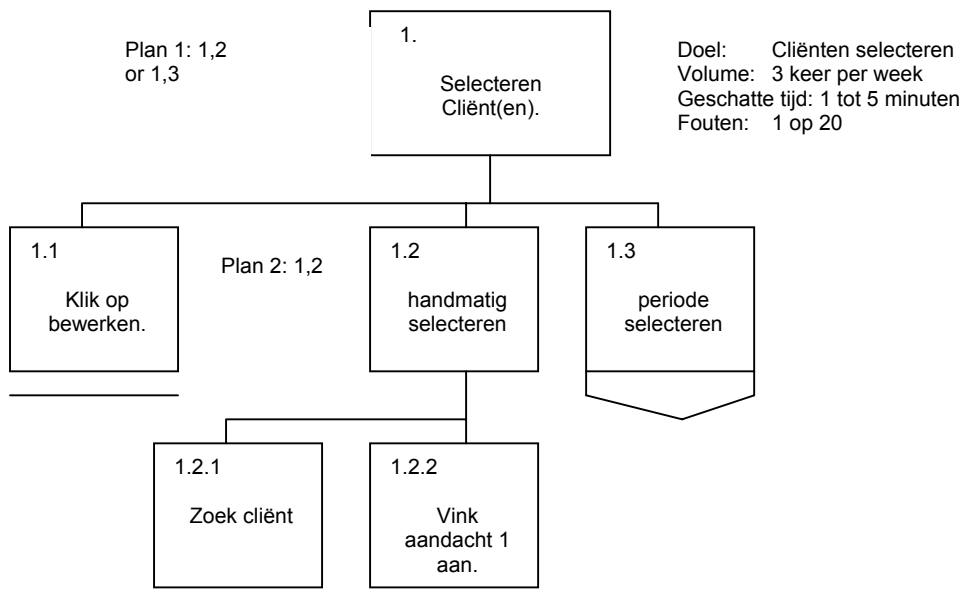 Plan 1: 1,2
or 1,3
1.
Selecteren
Cliënt(en).
Doel: Cliënten selecteren
Volume: 3 keer per week
Geschatte tijd: 1 tot 5 minuten
Fouten: 1 op 20
1.1
Klik op
bewerken.
Plan 2: 1,2
1.2
handmatig
selecteren
1.3
periode
selecteren
1.2.1
Zoek cliënt
1.2.2
Vink
aandacht 1
aan.